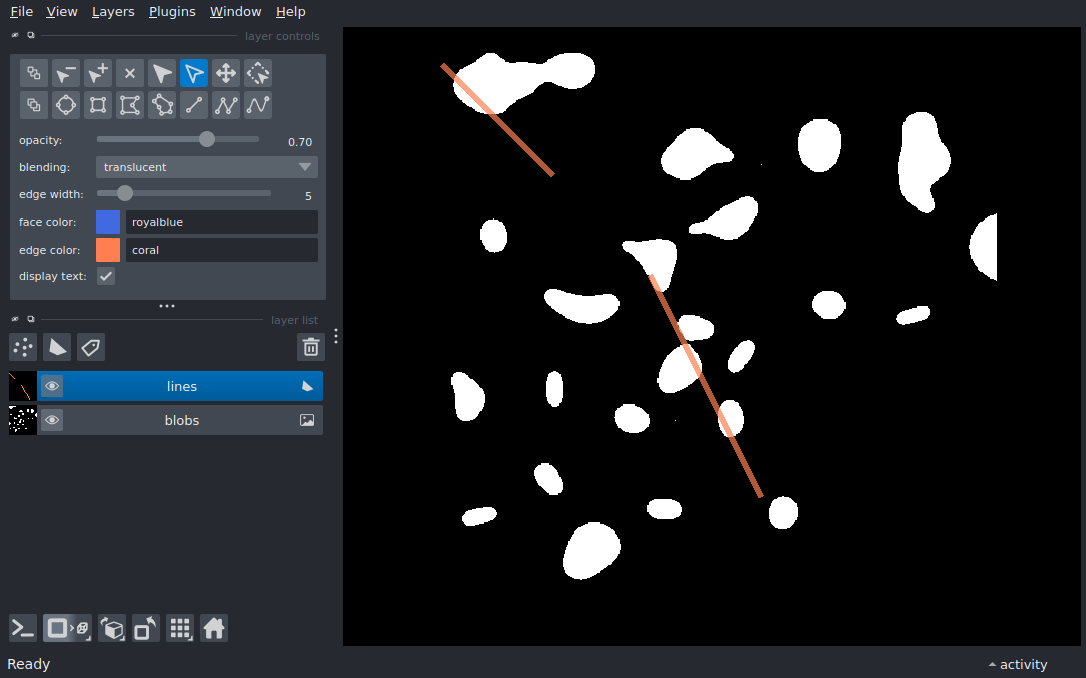 File View Layers Plugins Window Help
layer controls
opacity: 0.70
blending: translucent
edge width: 5
face color: royalblue
edge color: coral
display text:
layer list
lines
blobs
Ready
activity